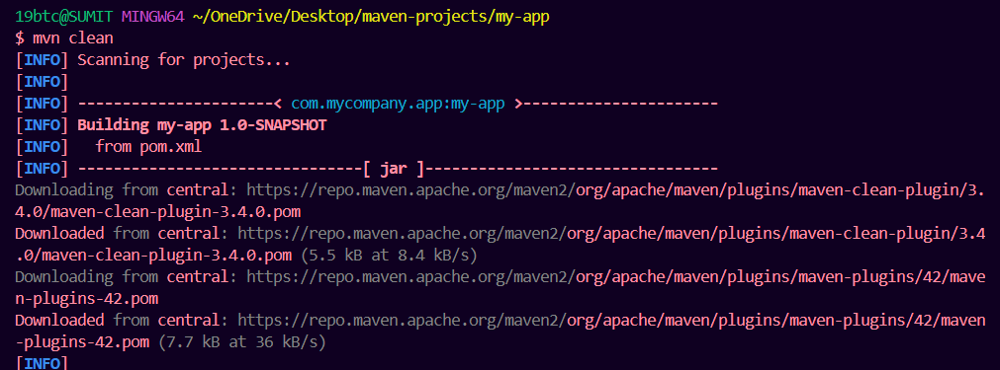 19btc@SUMIT MINGW64 ~/OneDrive/Desktop/maven-projects/my-app
$ mvn clean
[INFO] Scanning for projects...
[INFO]
[INFO] ----------------------< com.mycompany.app:my-app >----------------------
[INFO] Building my-app 1.0-SNAPSHOT
[INFO]   from pom.xml
[INFO] --------------------------------[ jar ]---------------------------------
Downloading from central: https://repo.maven.apache.org/maven2/org/apache/maven/plugins/maven-clean-plugin/3.
4.0/maven-clean-plugin-3.4.0.pom
Downloaded from central: https://repo.maven.apache.org/maven2/org/apache/maven/plugins/maven-clean-plugin/3.4
.0/maven-clean-plugin-3.4.0.pom (5.5 kB at 8.4 kB/s)
Downloading from central: https://repo.maven.apache.org/maven2/org/apache/maven/plugins/maven-plugins/42/mave
n-plugins-42.pom
Downloaded from central: https://repo.maven.apache.org/maven2/org/apache/maven/plugins/maven-plugins/42/maven
-plugins-42.pom (7.7 kB at 36 kB/s)
[INFO]